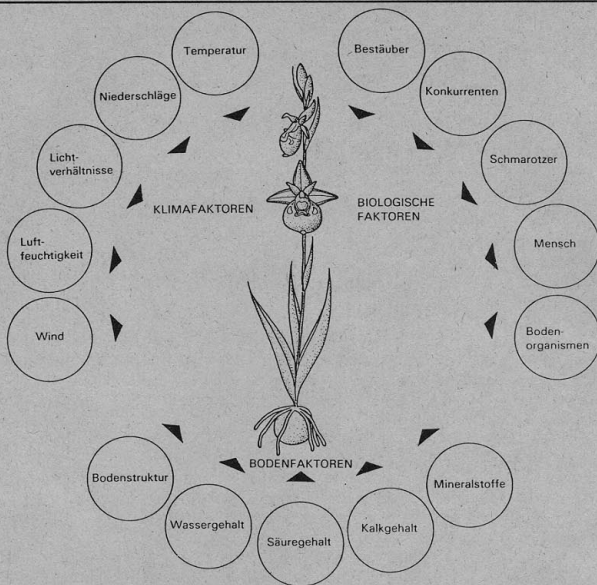 Temperatur
Niederschläge
Licht-
verhältnisse
Luft-
feuchtigkeit
Wind
KLIMAFAKTOREN
Bestäuber
Konkurrenten
Schmarotzer
Mensch
Boden-
organismen
BIOLOGISCHE
FAKTOREN
BODENFAKTOREN
Bodenstruktur
Wassergehalt
Säuregehalt
Kalkgehalt
Mineralstoffe